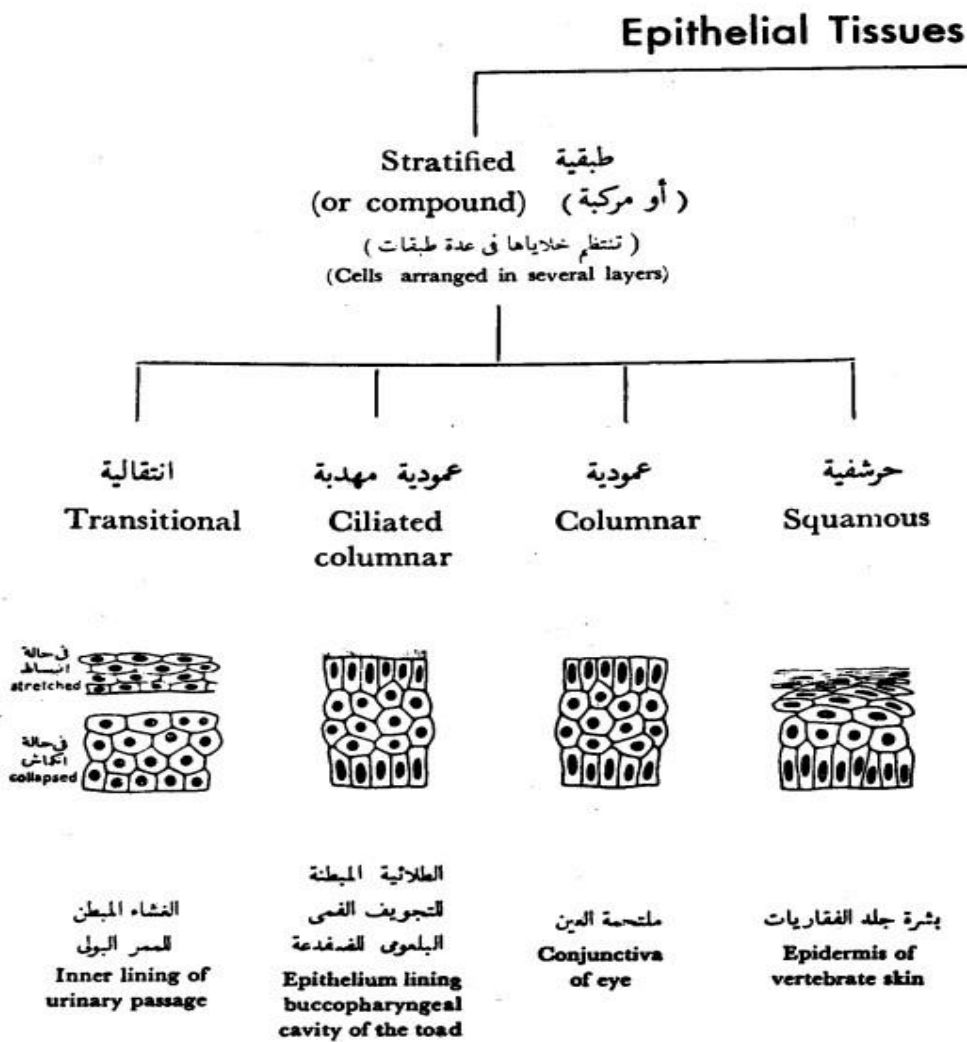 Epithelial Tissues
Stratified طبقية
(or compound) (أو مركبة)
(تنتظم خلاياها فى عدة طبقات)
(Cells arranged in several layers)
انتقالية
Transitional
عمودية مهدبة
Ciliated
columnar
عمودية
Columnar
حرشفية
Squamous
فى حالة
انبساط
stretched
فى حالة
انكماش
collapsed
الغشاء المبطن
للممر البولى
Inner lining of
urinary passage
الطلائية المبطنة
للتجويف الفمى
البلعومى للضفدعة
Epithelium lining
buccopharyngeal
cavity of the toad
ملتحمة العين
Conjunctiva
of eye
بشرة جلد الفقاريات
Epidermis of
vertebrate skin